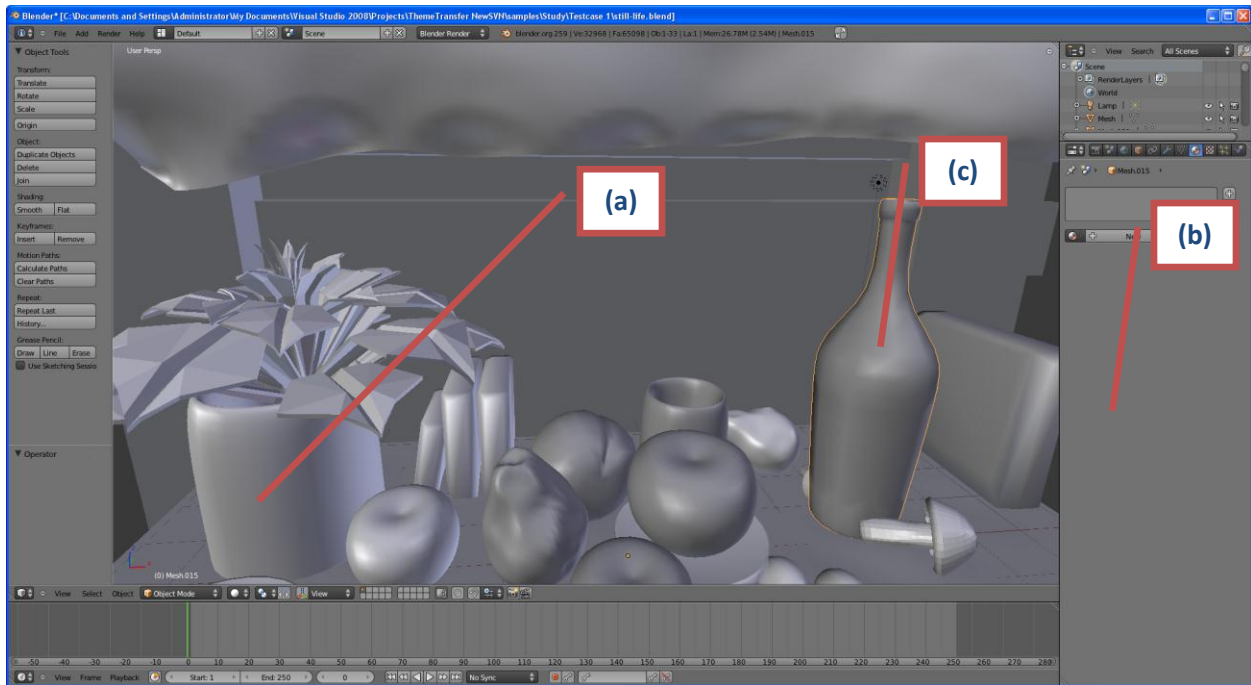 Blender* [C:\Documents and Settings\Administrator\My Documents\Visual Studio 2008\Projects\ThemeTransfer NewSVN\samples\Study\Testcase 1\still-life.blend]
File Add Render Help Default Scene Blender Render blender.org 259 | Ve:32968 | Fa:65098 | Ob:1-33 | La:1 | Mem:26.78M (2.54M) | Mesh.015
View Search All Scenes
Object Tools
User Persp
Transform:
Translate
Rotate
Scale
Origin
Object:
Duplicate Objects
Delete
Join
Shading:
Smooth Flat
Keyframes:
Insert Remove
Motion Paths:
Calculate Paths
Clear Paths
Repeat:
Repeat Last
History...
Grease Pencil:
Draw Line Erase
Use Sketching Sessio
Operator
(a)
(c)
(b)
Scene
RenderLayers |
World
Lamp |
Mesh |
Mesh.015
(0) Mesh.015
View Select Object Object Mode View
-50 -40 -30 -20 -10 0 10 20 30 40 50 60 70 80 90 100 110 120 130 140 150 160 170 180 190 200 210 220 230 240 250 260 270 280
View Frame Playback Start: 1 End: 250 0 No Sync